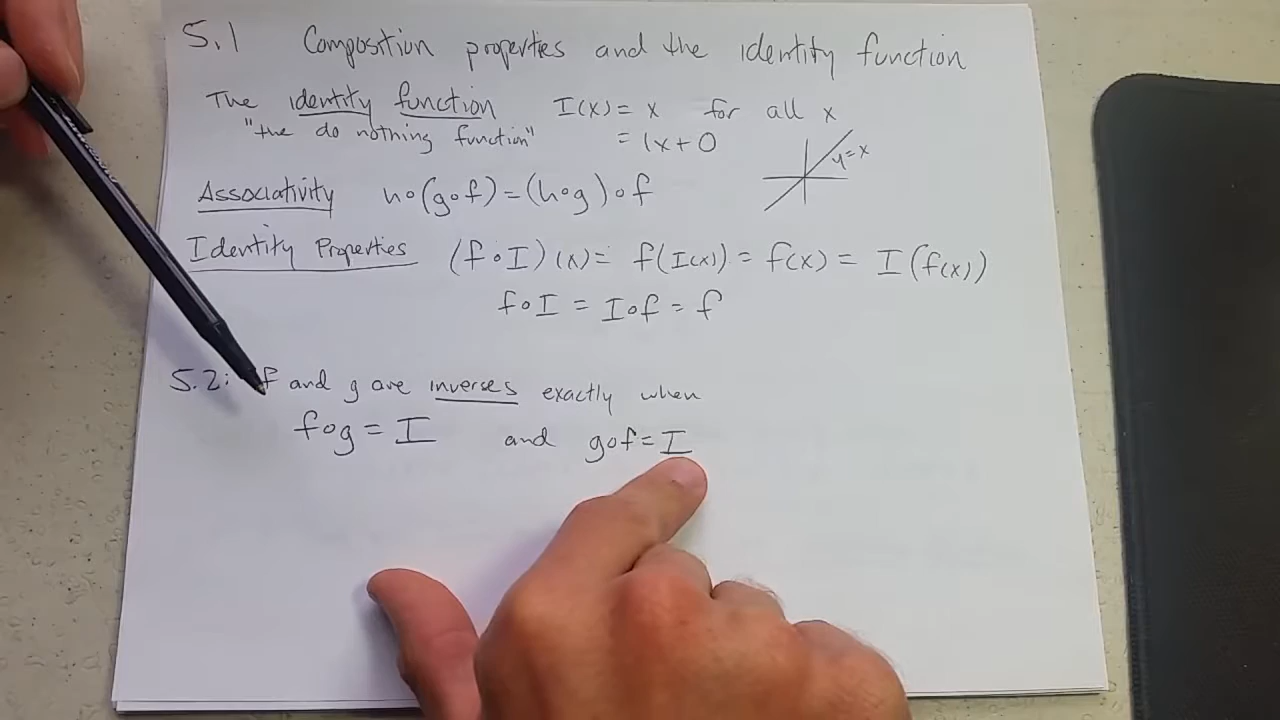 5.1 Composition properties and the identity function
The identity function I(x) = x for all x
"the do nothing function" = 1x+0
y=x
Associativity h∘(g∘f) = (h∘g)∘f
Identity Properties (f∘I)(x) = f(I(x)) = f(x) = I(f(x))
f∘I = I∘f = f
5.2: f and g are inverses exactly when
f∘g = I and g∘f = I